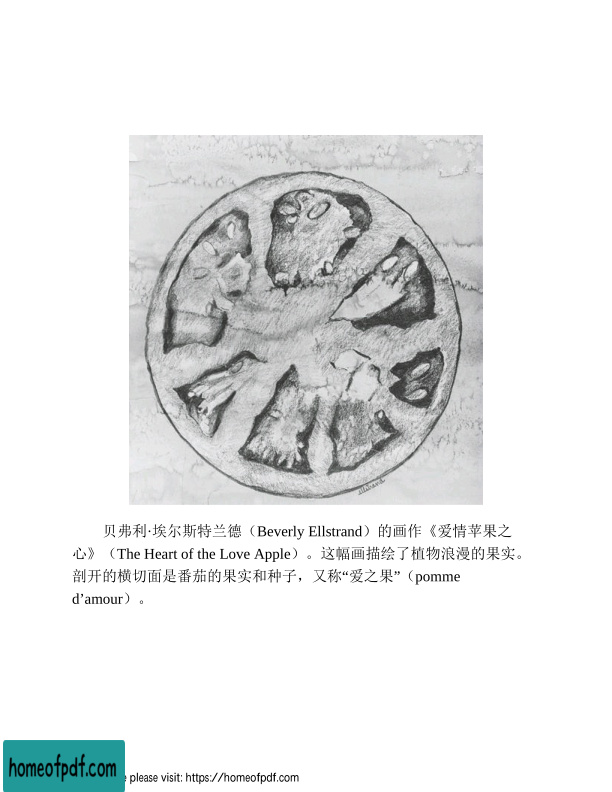 贝弗利·埃尔斯特兰德（Beverly Ellstrand）的画作《爱情苹果之
心》（The Heart of the Love Apple）。这幅画描绘了植物浪漫的果实。
剖开的横切面是番茄的果实和种子，又称“爱之果”（pomme
d’amour）。
homeofpdf.com
e please visit: https://homeofpdf.com